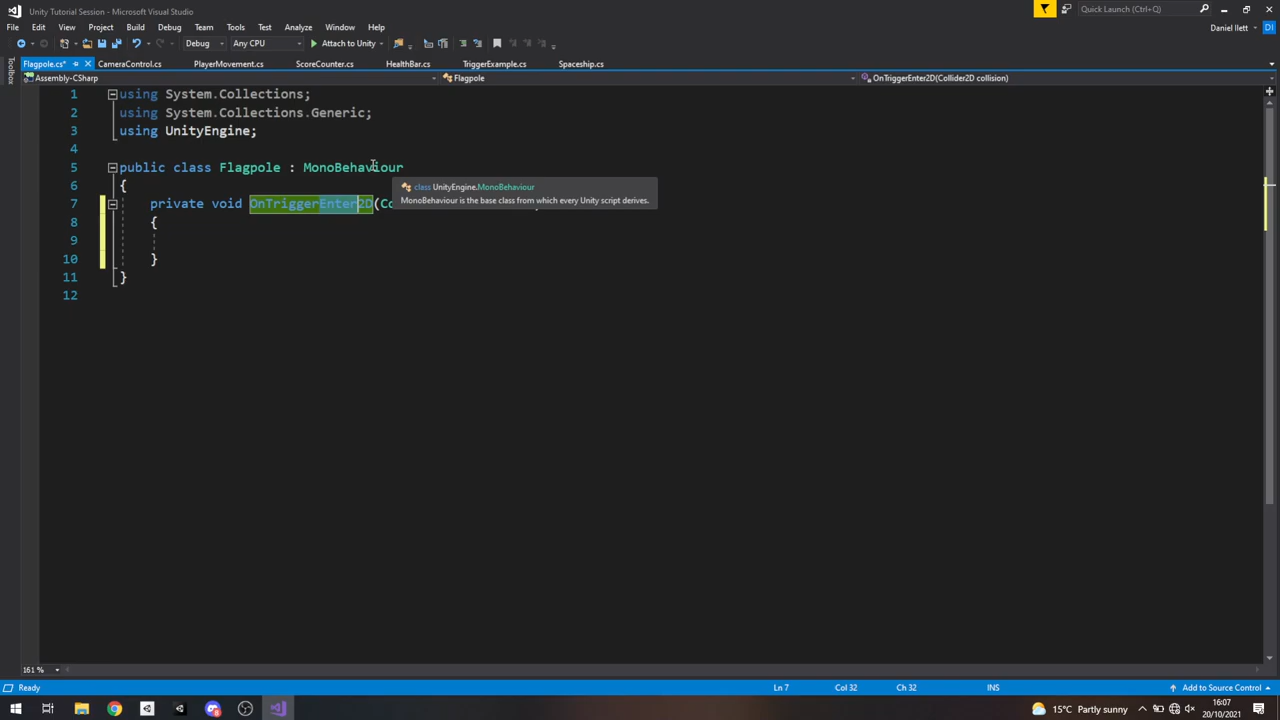 Unity Tutorial Session - Microsoft Visual Studio
Quick Launch (Ctrl+Q)
File Edit View Project Build Debug Team Tools Test Analyze Window Help
Daniel Ilett DI
Debug Any CPU Attach to Unity
Toolbox
Flagpole.cs* CameraControl.cs PlayerMovement.cs ScoreCounter.cs HealthBar.cs TriggerExample.cs Spaceship.cs
Assembly-CSharp Flagpole OnTriggerEnter2D(Collider2D collision)
1 using System.Collections;
2 using System.Collections.Generic;
3 using UnityEngine;
4
5 public class Flagpole : MonoBehaviour
6 {
class UnityEngine.MonoBehaviour
MonoBehaviour is the base class from which every Unity script derives.
7 private void OnTriggerEnter2D(Co
8 {
9
10 }
11 }
12
161 %
Ready Ln 7 Col 32 Ch 32 INS Add to Source Control
15°C Partly sunny 16:07
20/10/2021